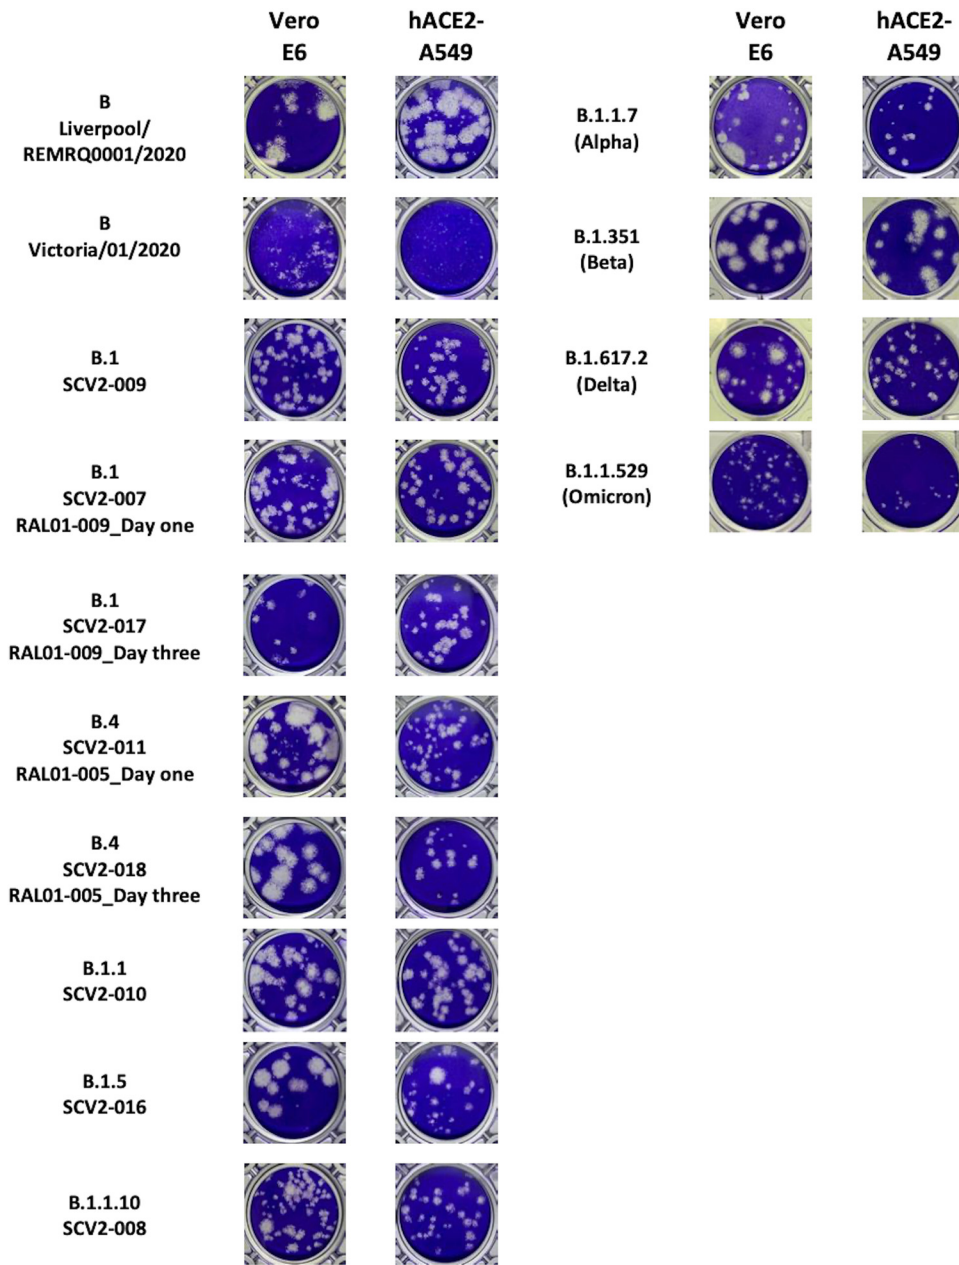 Vero
E6
hACE2-
A549
B
Liverpool/
REMRQ0001/2020
B
Victoria/01/2020
B.1
SCV2-009
B.1
SCV2-007
RAL01-009_Day one
B.1
SCV2-017
RAL01-009_Day three
B.4
SCV2-011
RAL01-005_Day one
B.4
SCV2-018
RAL01-005_Day three
B.1.1
SCV2-010
B.1.5
SCV2-016
B.1.1.10
SCV2-008
Vero
E6
hACE2-
A549
B.1.1.7
(Alpha)
B.1.351
(Beta)
B.1.617.2
(Delta)
B.1.1.529
(Omicron)